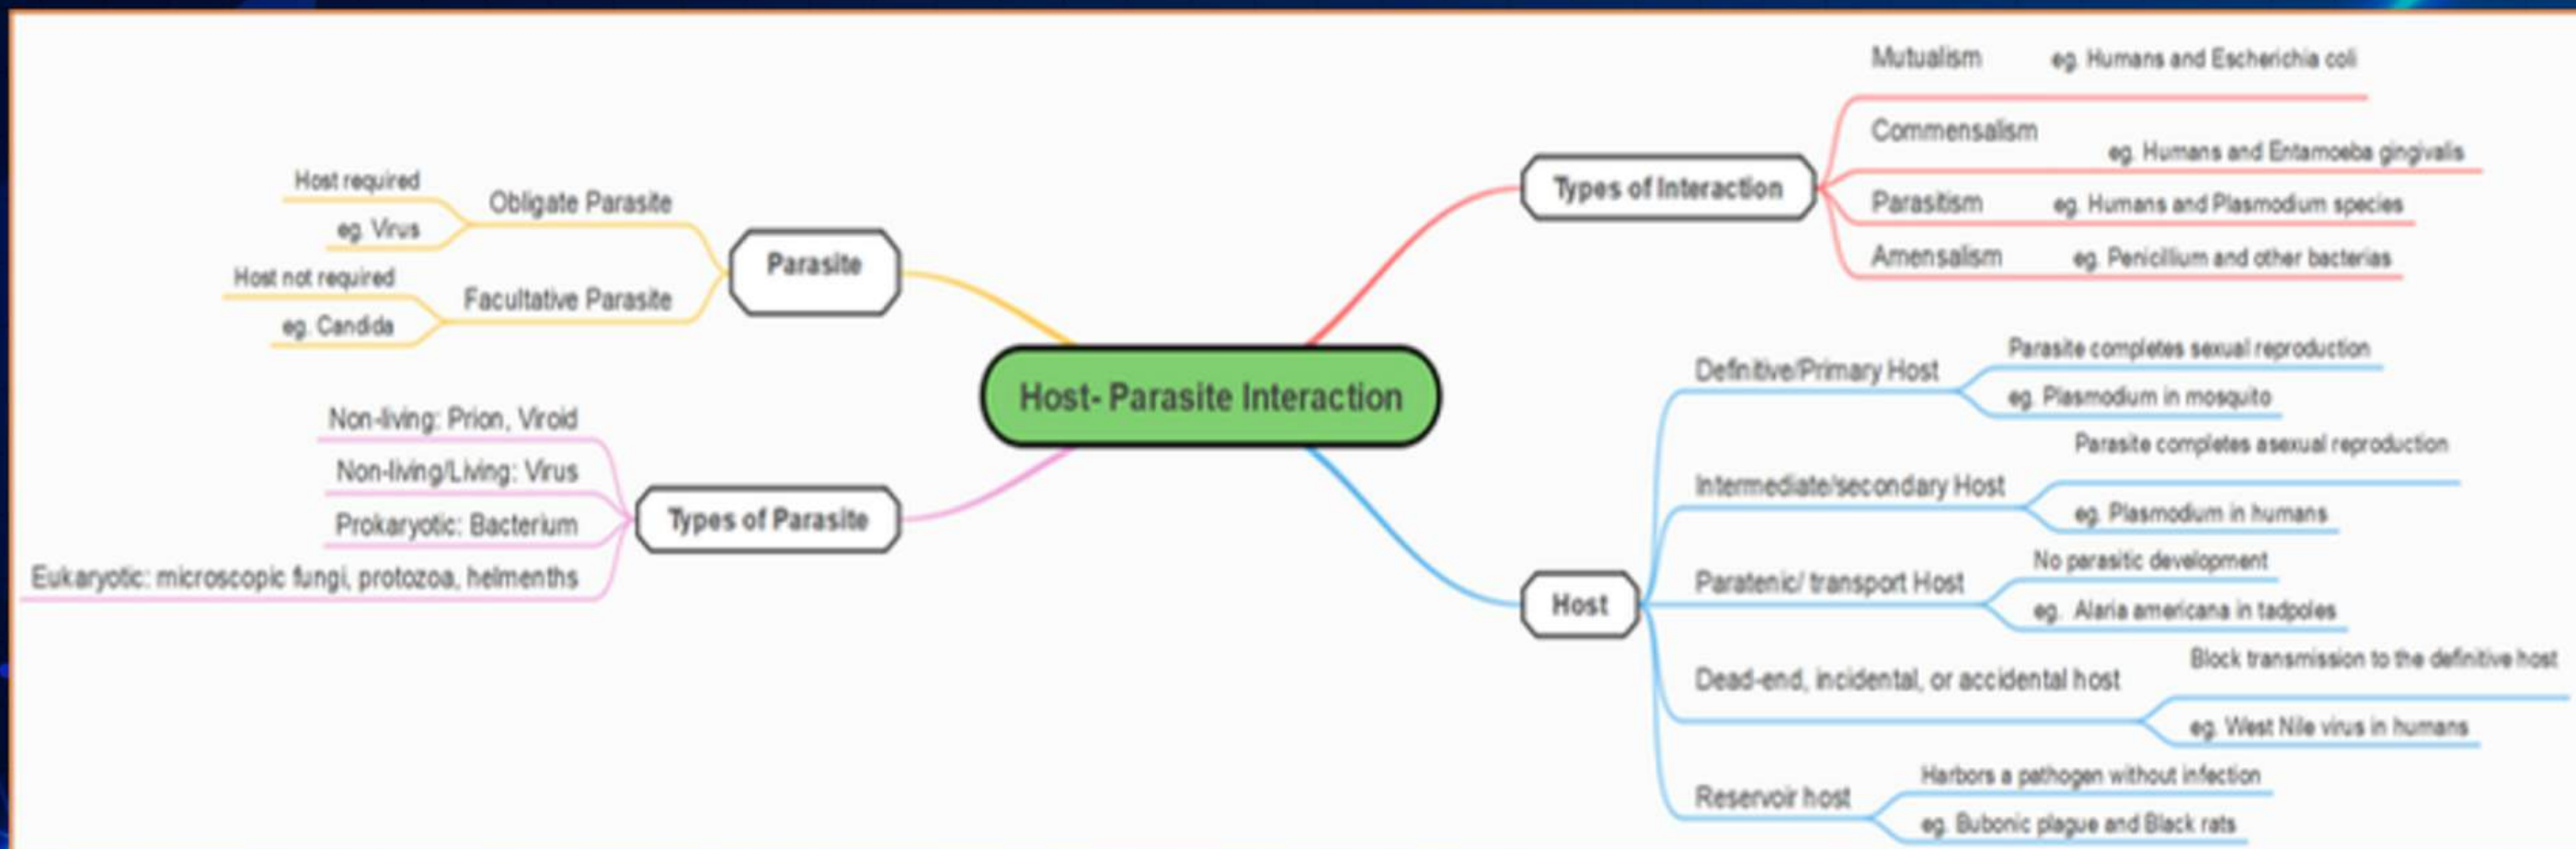 Host- Parasite Interaction
Parasite
Obligate Parasite
Host required
eg. Virus
Facultative Parasite
Host not required
eg. Candida
Types of Parasite
Non-living: Prion, Viroid
Non-living/Living: Virus
Prokaryotic: Bacterium
Eukaryotic: microscopic fungi, protozoa, helmenths
Types of Interaction
Mutualism eg. Humans and Escherichia coli
Commensalism eg. Humans and Entamoeba gingivalis
Parasitism eg. Humans and Plasmodium species
Amensalism eg. Penicillium and other bacterias
Host
Definitive/Primary Host
Parasite completes sexual reproduction
eg. Plasmodium in mosquito
Intermediate/secondary Host
Parasite completes asexual reproduction
eg. Plasmodium in humans
Paratenic/ transport Host
No parasitic development
eg. Alaria americana in tadpoles
Dead-end, incidental, or accidental host
Block transmission to the definitive host
eg. West Nile virus in humans
Reservoir host
Harbors a pathogen without infection
eg. Bubonic plague and Black rats